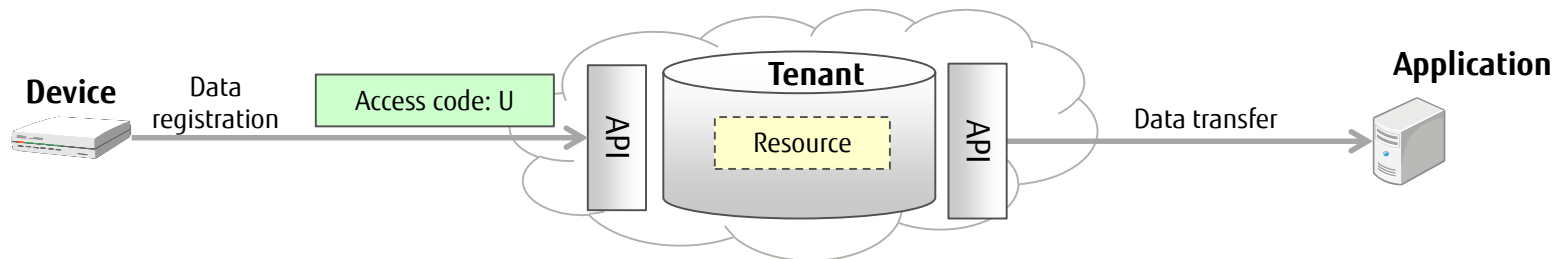 Device
Data
registration
Access code: U
API
Tenant
Resource
API
Data transfer
Application